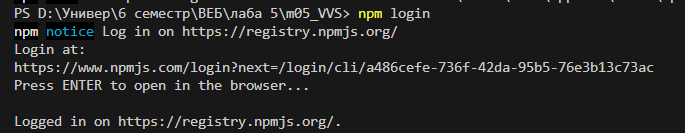 PS D:\Универ\6 семестр\ВЕБ\лаба 5\m05_VVS> npm login
npm notice Log in on https://registry.npmjs.org/
Login at:
https://www.npmjs.com/login?next=/login/cli/a486cefe-736f-42da-95b5-76e3b13c73ac
Press ENTER to open in the browser...
Logged in on https://registry.npmjs.org/.